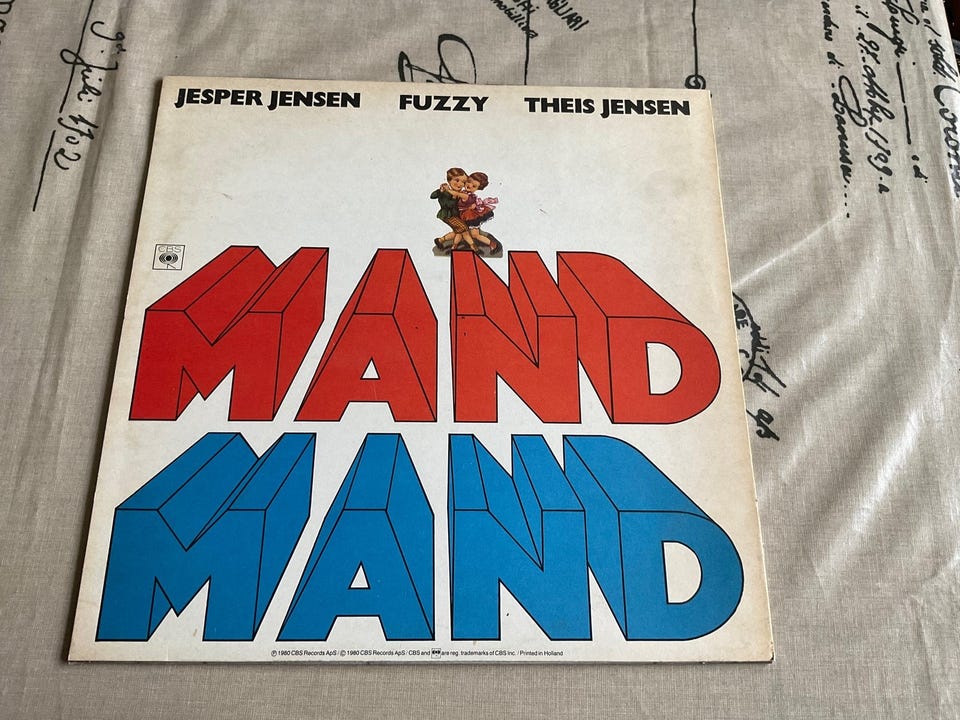 JESPER JENSEN FUZZY THEIS JENSEN
CBS
MAND
MAND
℗ 1980 CBS Records ApS / © 1980 CBS Records ApS / CBS and are reg. trademarks of CBS Inc. / Printed in Holland